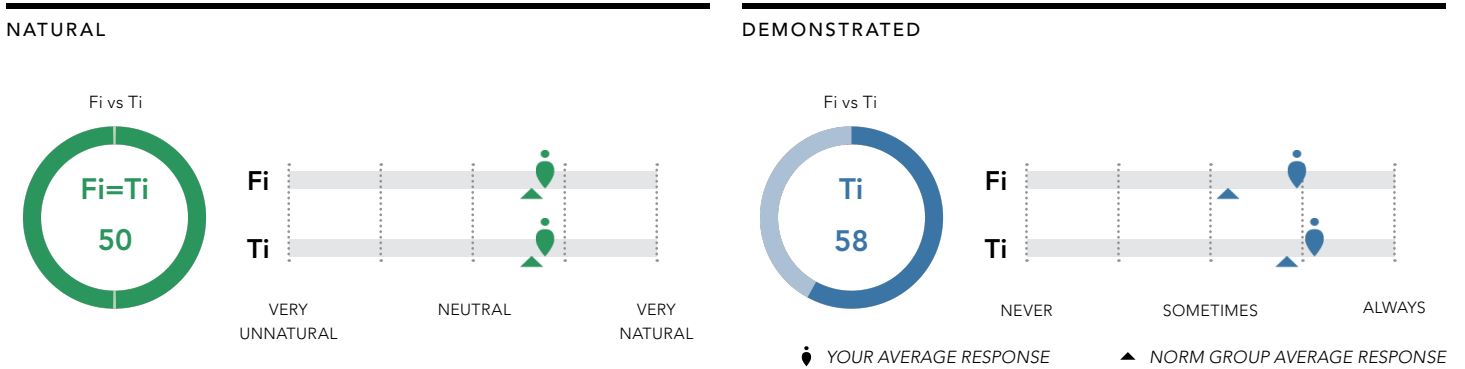 NATURAL
Fi vs Ti
Fi=Ti
50
Fi
Ti
VERY
UNNATURAL
NEUTRAL
VERY
NATURAL
DEMONSTRATED
Fi vs Ti
Ti
58
Fi
Ti
NEVER
SOMETIMES
ALWAYS
YOUR AVERAGE RESPONSE
NORM GROUP AVERAGE RESPONSE